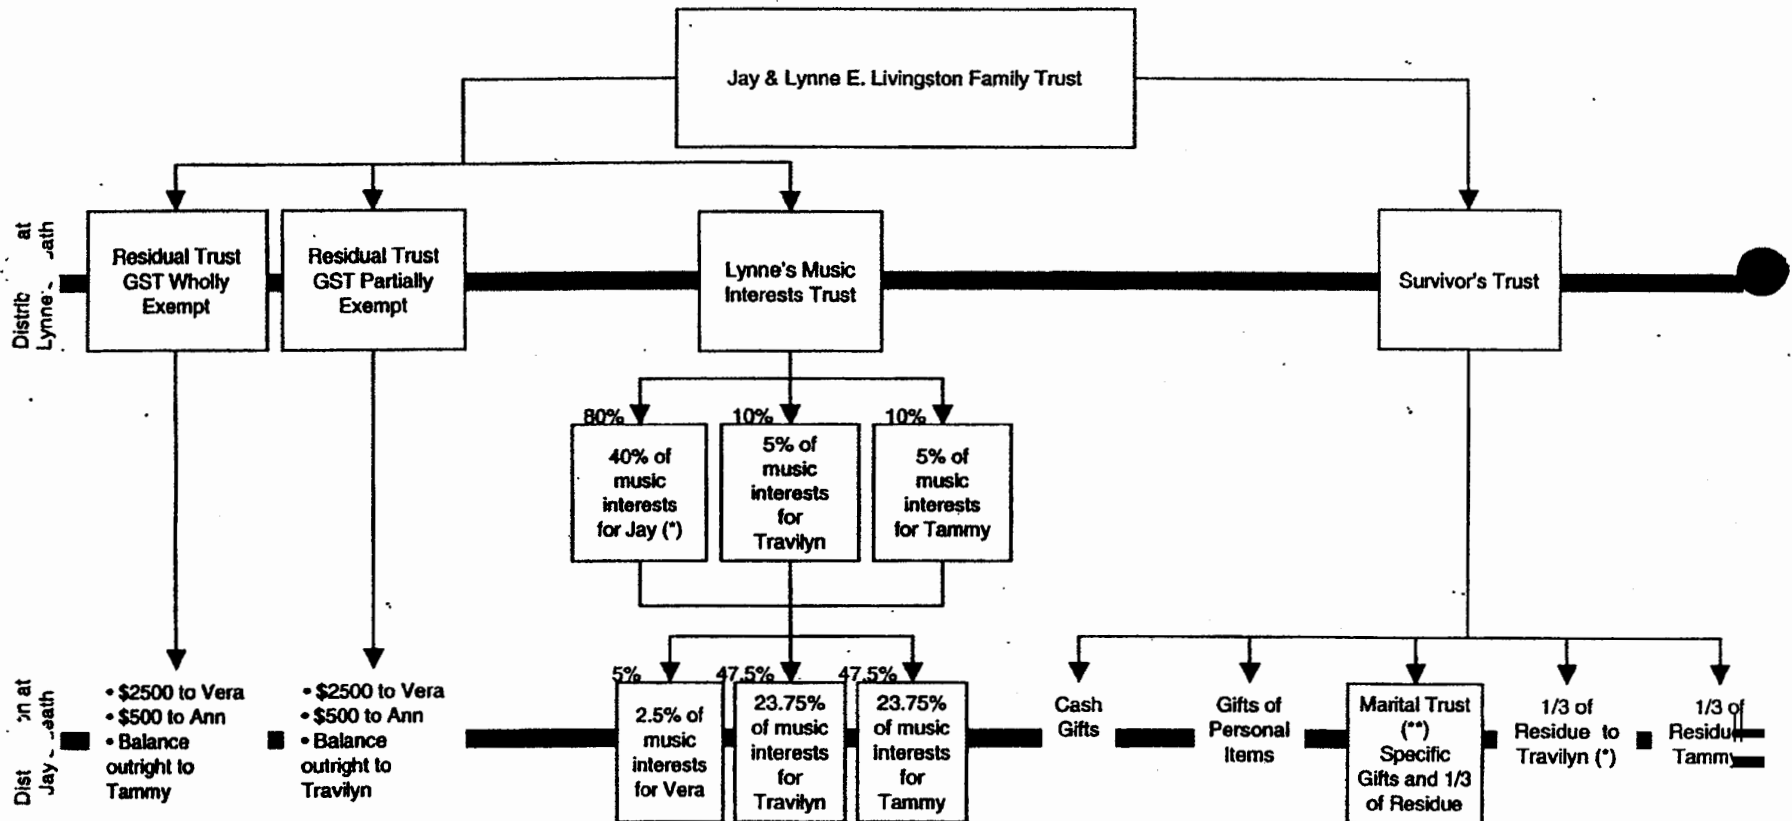 Jay & Lynne E. Livingston Family Trust
Distrib at
Lynne's
Residual Trust
GST Wholly
Exempt
Residual Trust
GST Partially
Exempt
Lynne's Music
Interests Trust
Survivor's Trust
80%
40% of
music
interests
for Jay (*)
10%
5% of
music
interests
for
Travilyn
10%
5% of
music
interests
for Tammy
Dist on at
Jay
• $2500 to Vera
• $500 to Ann
• Balance
outright to
Tammy
• $2500 to Vera
• $500 to Ann
• Balance
outright to
Travilyn
5%
2.5% of
music
interests
for Vera
47.5%
23.75%
of music
interests
for
Travilyn
47.5%
23.75%
of music
interests
for
Tammy
Cash
Gifts
Gifts of
Personal
Items
Marital Trust
(**)
Specific
Gifts and 1/3
of Residue
1/3 of
Residue to
Travilyn (*)
1/3 of
Residue
Tammy